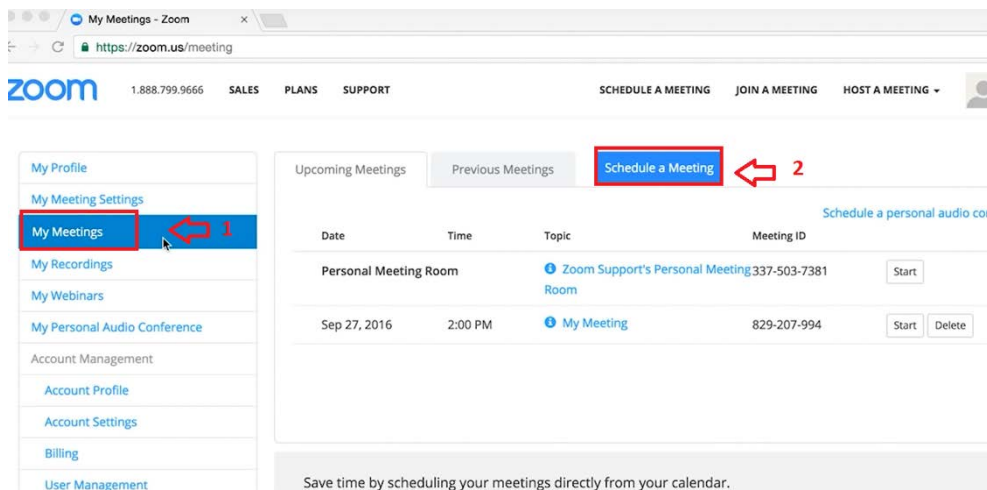 My Meetings - Zoom
https://zoom.us/meeting
zoom 1.888.799.9666 SALES PLANS SUPPORT SCHEDULE A MEETING JOIN A MEETING HOST A MEETING
My Profile
My Meeting Settings
My Meetings 1
My Recordings
My Webinars
My Personal Audio Conference
Account Management
Account Profile
Account Settings
Billing
User Management
Upcoming Meetings Previous Meetings Schedule a Meeting 2
Schedule a personal audio
Date Time Topic Meeting ID
Personal Meeting Room Zoom Support's Personal Meeting 337-503-7381 Start
Room
Sep 27, 2016 2:00 PM My Meeting 829-207-994 Start Delete
Save time by scheduling your meetings directly from your calendar.